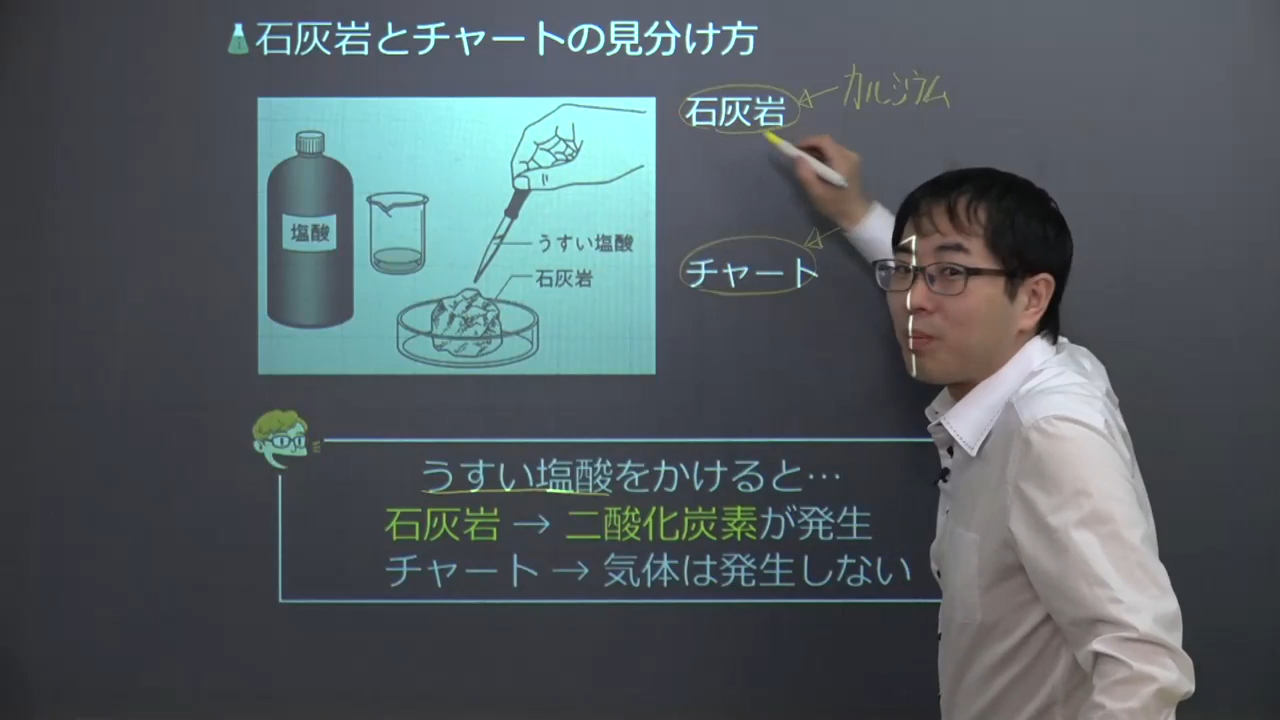 石灰岩とチャートの見分け方
石灰岩
カルシウム
チャート
塩酸
うすい塩酸
石灰岩
うすい塩酸をかけると…
石灰岩 → 二酸化炭素が発生
チャート → 気体は発生しない